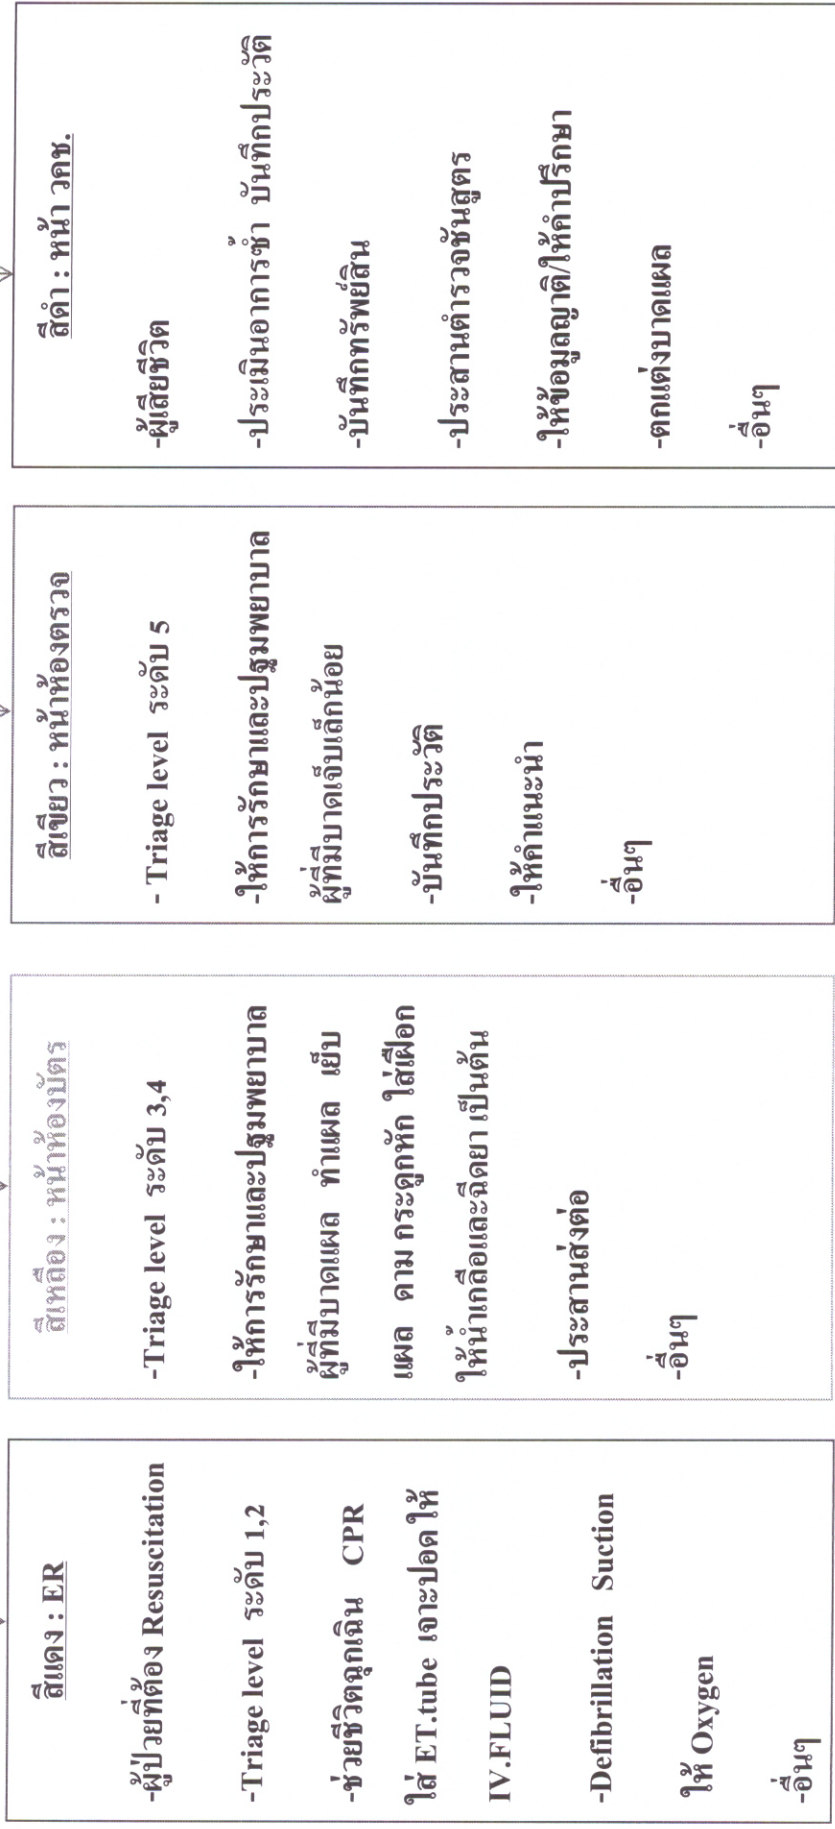 สีแดง : ER
-ผู้ป่วยที่ต้อง Resuscitation
-Triage level ระดับ 1,2
-ช่วยชีวิตฉุกเฉิน CPR
ใส่ ET.tube เจาะปอด ให้
IV.FLUID
-Defibrillation Suction
ให้ Oxygen
-อื่นๆ
สีเหลือง : หน้าห้องบัตร
-Triage level ระดับ 3,4
-ให้การรักษาและปฐมพยาบาล
ผู้ที่มีบาดแผล ทำแผล เย็บ
แผล ดาม กระดูกหัก ใส่เฝือก
ให้น้ำเกลือและฉีดยา เป็นต้น
-ประสานส่งต่อ
-อื่นๆ
สีเขียว : หน้าห้องตรวจ
- Triage level ระดับ 5
-ให้การรักษาและปฐมพยาบาล
ผู้ที่มีบาดเจ็บเล็กน้อย
-บันทึกประวัติ
-ให้คำแนะนำ
-อื่นๆ
สีดำ : หน้า วคช.
-ผู้เสียชีวิต
-ประเมินอาการซ้ำ บันทึกประวัติ
-บันทึกทรัพย์สิน
-ประสานตำรวจชันสูตร
-ให้ข้อมูลญาติ/ให้คำปรึกษา
-ตกแต่งบาดแผล
-อื่นๆ